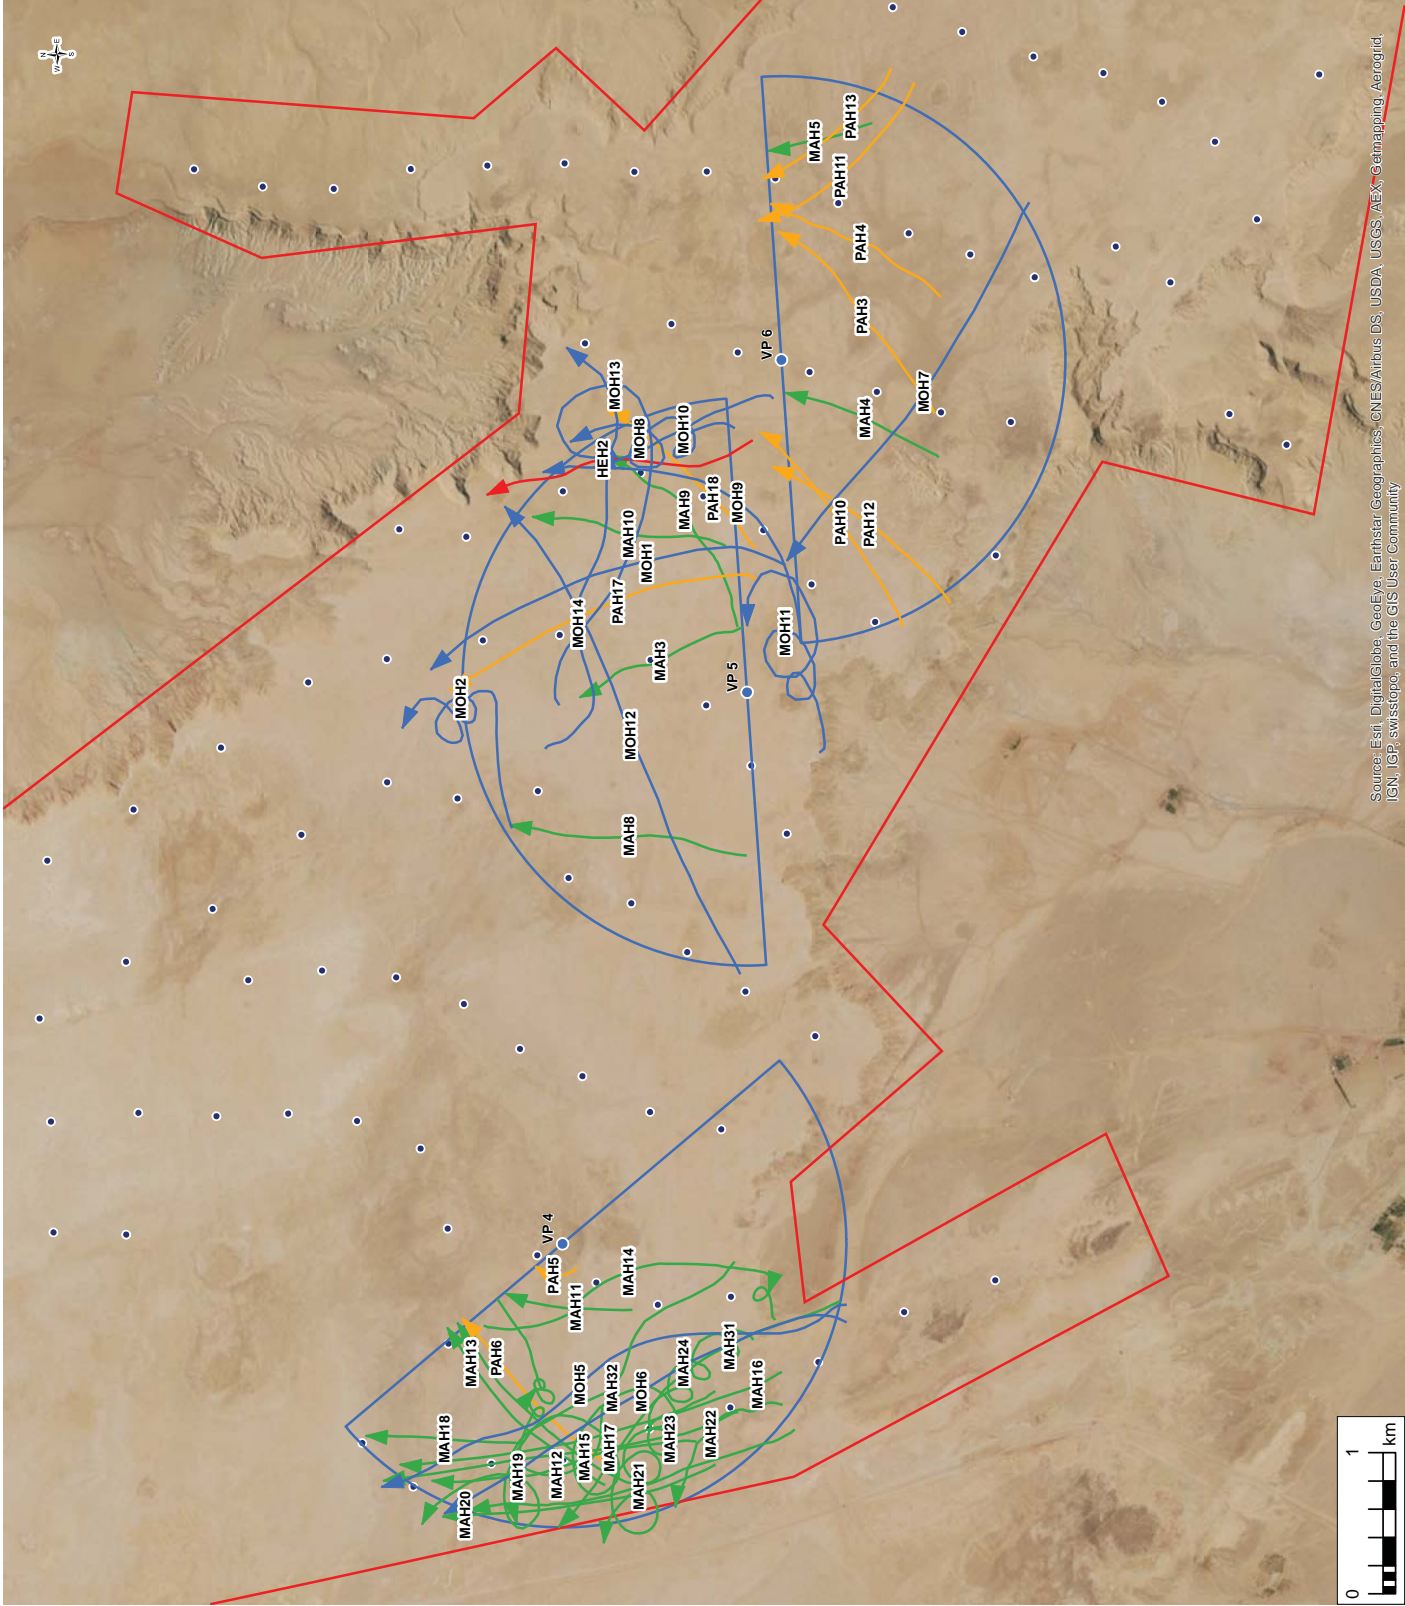 N
E
S
W
MAH5
PAH13
PAH11
PAH4
PAH3
VP 6
MOH7
MAH4
MOH13
MOH8
MOH10
HEH2
MAH9
PAH18
MOH9
MAH10
MOH1
PAH10
PAH12
PAH17
MOH14
MOH11
MAH3
VP 5
MOH2
MOH12
MAH8
VP 4
PAH5
MAH14
MAH11
MAH13
PAH6
MOH5
MAH32
MOH6
MAH24
MAH31
MAH16
MAH18
MAH19
MAH12
MAH15
MAH17
MAH23
MAH22
MAH21
MAH20
Source: Esri, DigitalGlobe, GeoEye, Earthstar Geographics, CNES/Airbus DS, USDA, USGS, AEX, Getmapping, Aerogrid,
IGN, IGP, swisstopo, and the GIS User Community
0 1
km